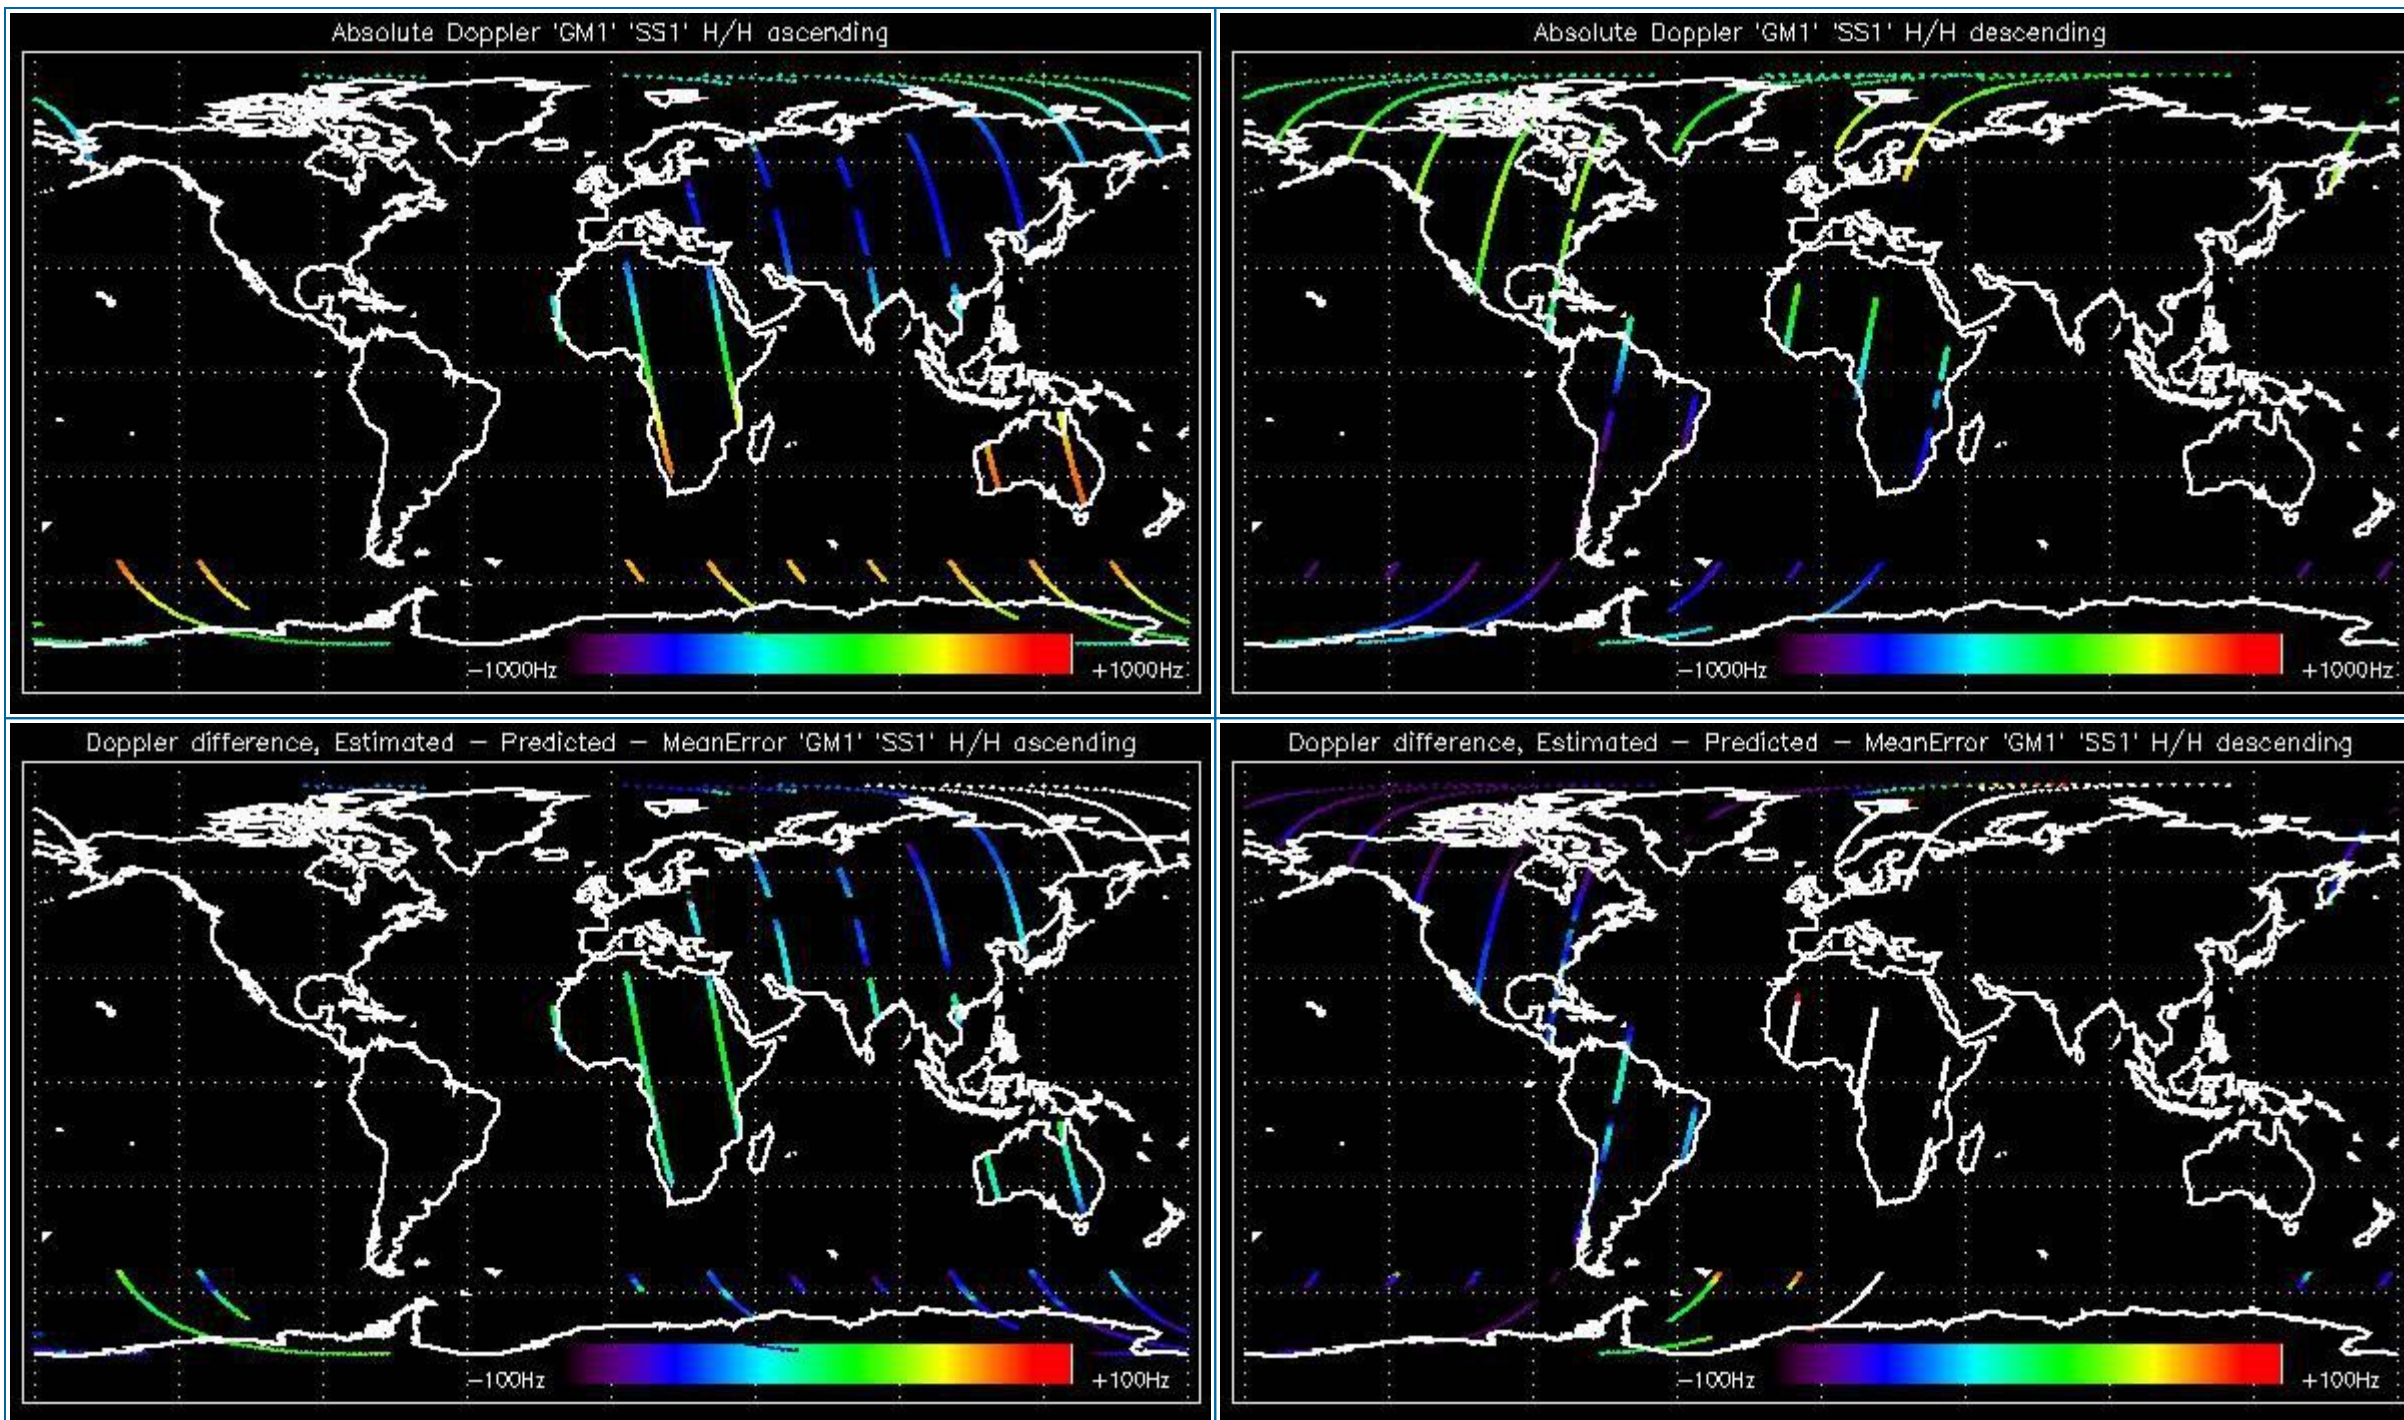 Absolute Doppler 'GM1' 'SS1' H/H ascending
−1000Hz
+1000Hz
Absolute Doppler 'GM1' 'SS1' H/H descending
−1000Hz
+1000Hz
Doppler difference, Estimated − Predicted − MeanError 'GM1' 'SS1' H/H ascending
−100Hz
+100Hz
Doppler difference, Estimated − Predicted − MeanError 'GM1' 'SS1' H/H descending
−100Hz
+100Hz